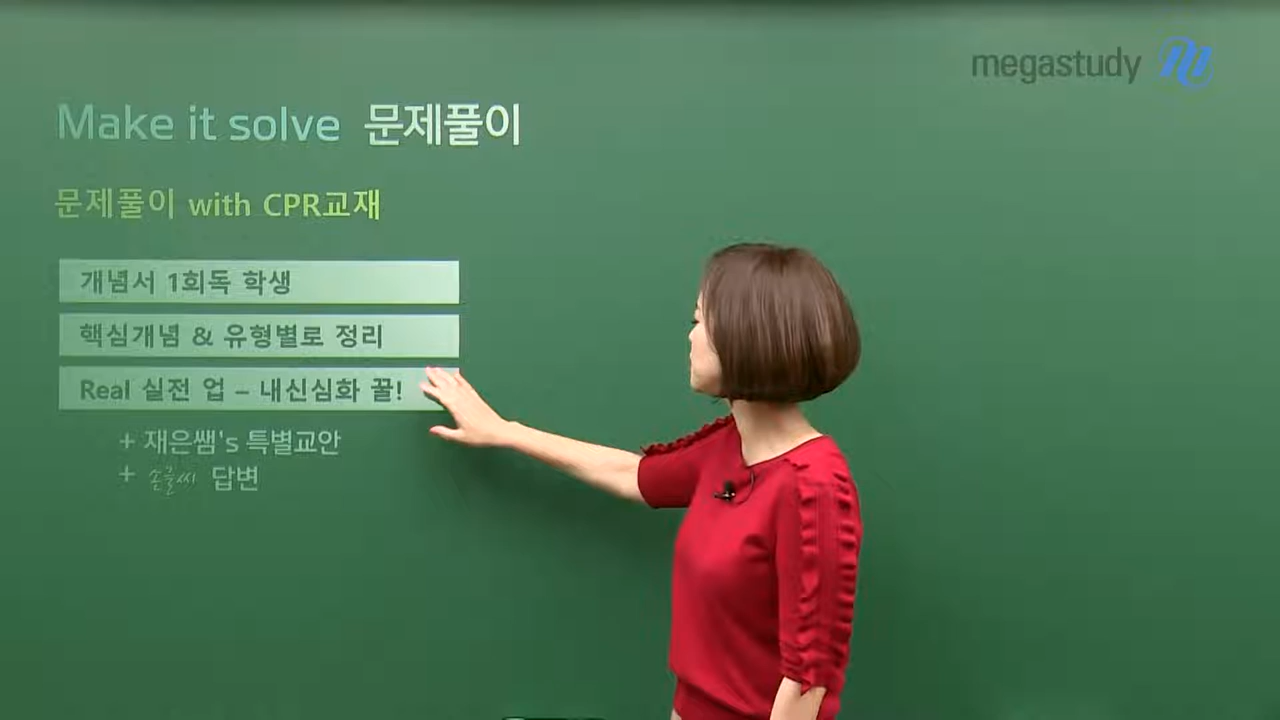 megastudy
Make it solve 문제풀이
문제풀이 with CPR교재
개념서 1회독 학생
핵심개념 & 유형별로 정리
Real 실전 업 – 내신심화 꿀!
+ 재은쌤's 특별교안
+ 손글씨 답변